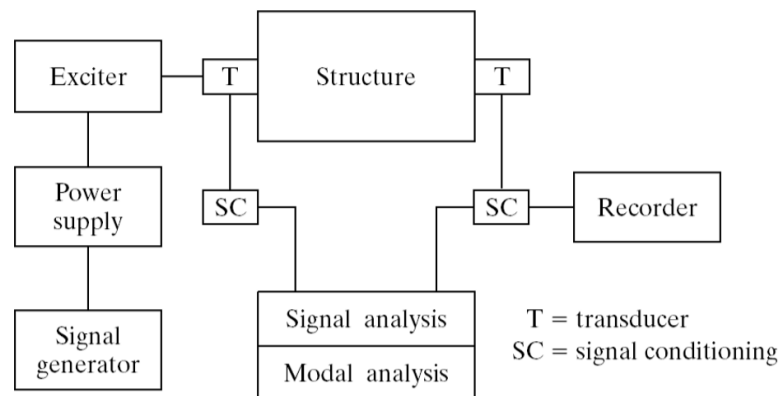 Exciter
T
Structure
T
Power
supply
SC
SC
Recorder
Signal
generator
Signal analysis
Modal analysis
T = transducer
SC = signal conditioning